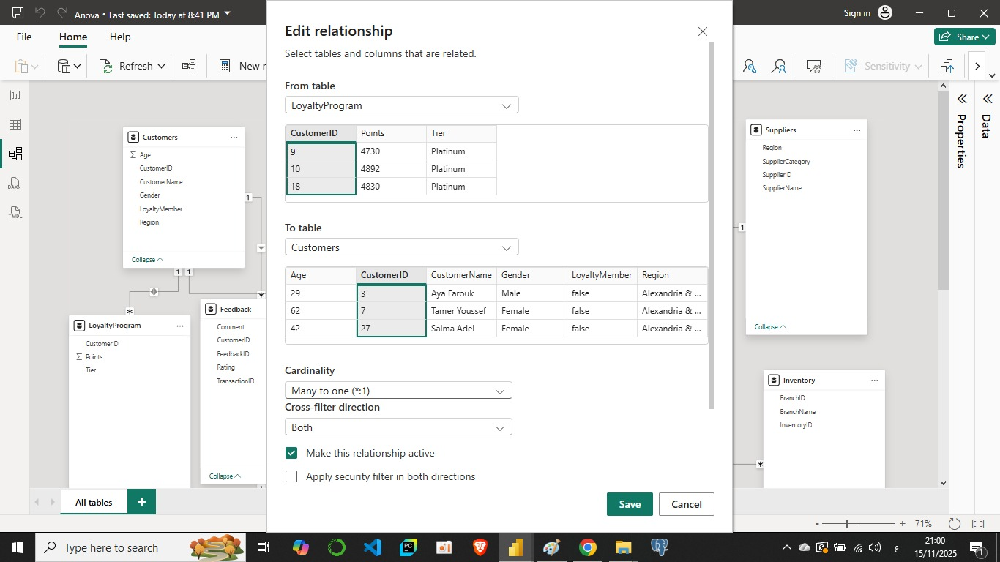 Anova • Last saved: Today at 8:41 PM
Sign in
File
Home
Help
Share
Refresh
New m
Sensitivity
Edit relationship
Select tables and columns that are related.
From table
LoyaltyProgram
CustomerID Points Tier
9 4730 Platinum
10 4892 Platinum
18 4830 Platinum
To table
Customers
Age CustomerID CustomerName Gender LoyaltyMember Region
29 3 Aya Farouk Male false Alexandria & ...
62 7 Tamer Youssef Female false Alexandria & ...
42 27 Salma Adel Female false Alexandria & ...
Cardinality
Many to one (*:1)
Cross-filter direction
Both
Make this relationship active
Apply security filter in both directions
Save
Cancel
DAX
TMDL
Customers
Σ Age
CustomerID
CustomerName
Gender
LoyaltyMember
Region
Collapse
1
1 1
*
*
LoyaltyProgram
CustomerID
Σ Points
Tier
Feedback
Comment
CustomerID
FeedbackID
Rating
TransactionID
Collapse
Suppliers
Region
SupplierCategory
SupplierID
SupplierName
Collapse
1
Inventory
BranchID
BranchName
InventoryID
*
Properties
Data
All tables
+
- + 71%
Type here to search
PC
ع
21:00
15/11/2025
1